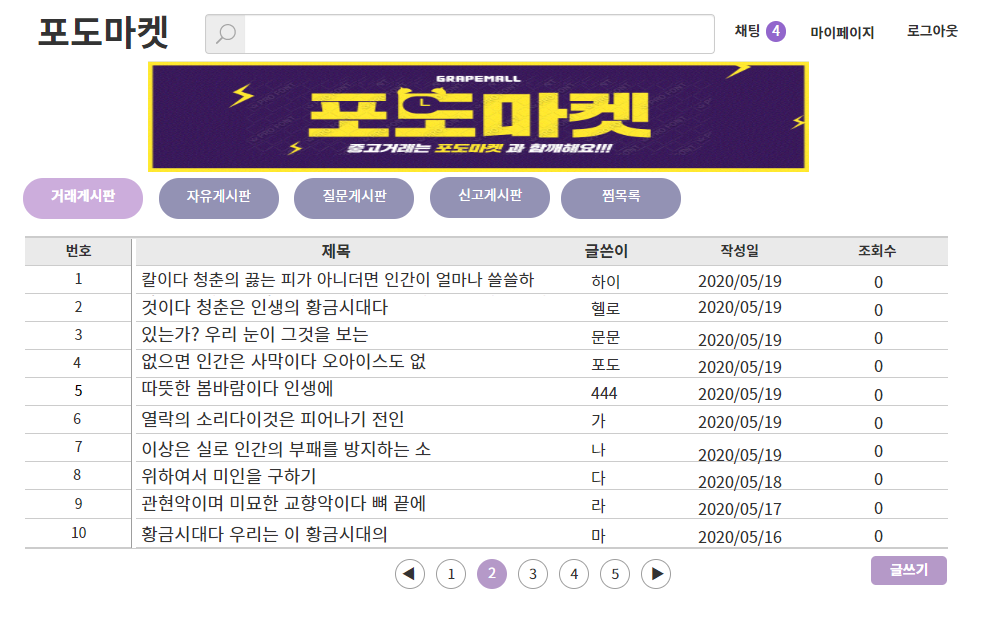 포도마켓 채팅 4 마이페이지 로그아웃
GRAPEMALL
포도마켓
중고거래는 포도마켓 과 함깨해요!!!
거래게시판 자유게시판 질문게시판 신고게시판 찜목록
번호 제목 글쓴이 작성일 조회수
1 칼이다 청춘의 끓는 피가 아니더면 인간이 얼마나 쓸쓸하 하이 2020/05/19 0
2 것이다 청춘은 인생의 황금시대다 헬로 2020/05/19 0
3 있는가? 우리 눈이 그것을 보는 문문 2020/05/19 0
4 없으면 인간은 사막이다 오아이스도 없 포도 2020/05/19 0
5 따뜻한 봄바람이다 인생에 444 2020/05/19 0
6 열락의 소리다이것은 피어나기 전인 가 2020/05/19 0
7 이상은 실로 인간의 부패를 방지하는 소 나 2020/05/19 0
8 위하여서 미인을 구하기 다 2020/05/18 0
9 관현악이며 미묘한 교향악이다 뼈 끝에 라 2020/05/17 0
10 황금시대다 우리는 이 황금시대의 마 2020/05/16 0
◀ 1 2 3 4 5 ▶ 글쓰기